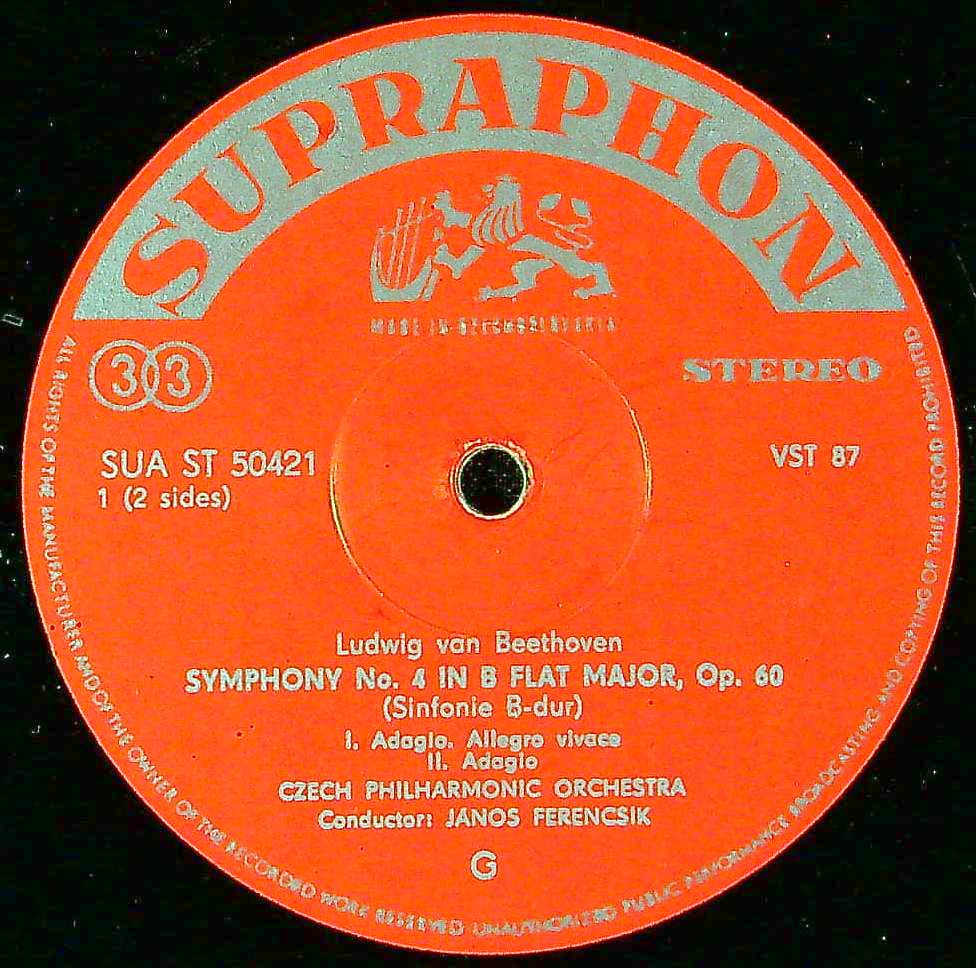 SUPRAPHON
MADE IN CZECHOSLOVAKIA
33
STEREO
SUA ST 50421
VST 87
1 (2 sides)
Ludwig van Beethoven
SYMPHONY No. 4 IN B FLAT MAJOR, Op. 60
(Sinfonie B-dur)
I. Adagio. Allegro vivace
II. Adagio
CZECH PHILHARMONIC ORCHESTRA
Conductor: JANOS FERENCSIK
G
ALL RIGHTS OF THE MANUFACTURER AND OF THE OWNER OF THE RECORDED WORK RESERVED UNAUTHORIZED PUBLIC PERFORMANCE BROADCASTING AND COPYING OF THIS RECORD PROHIBITED